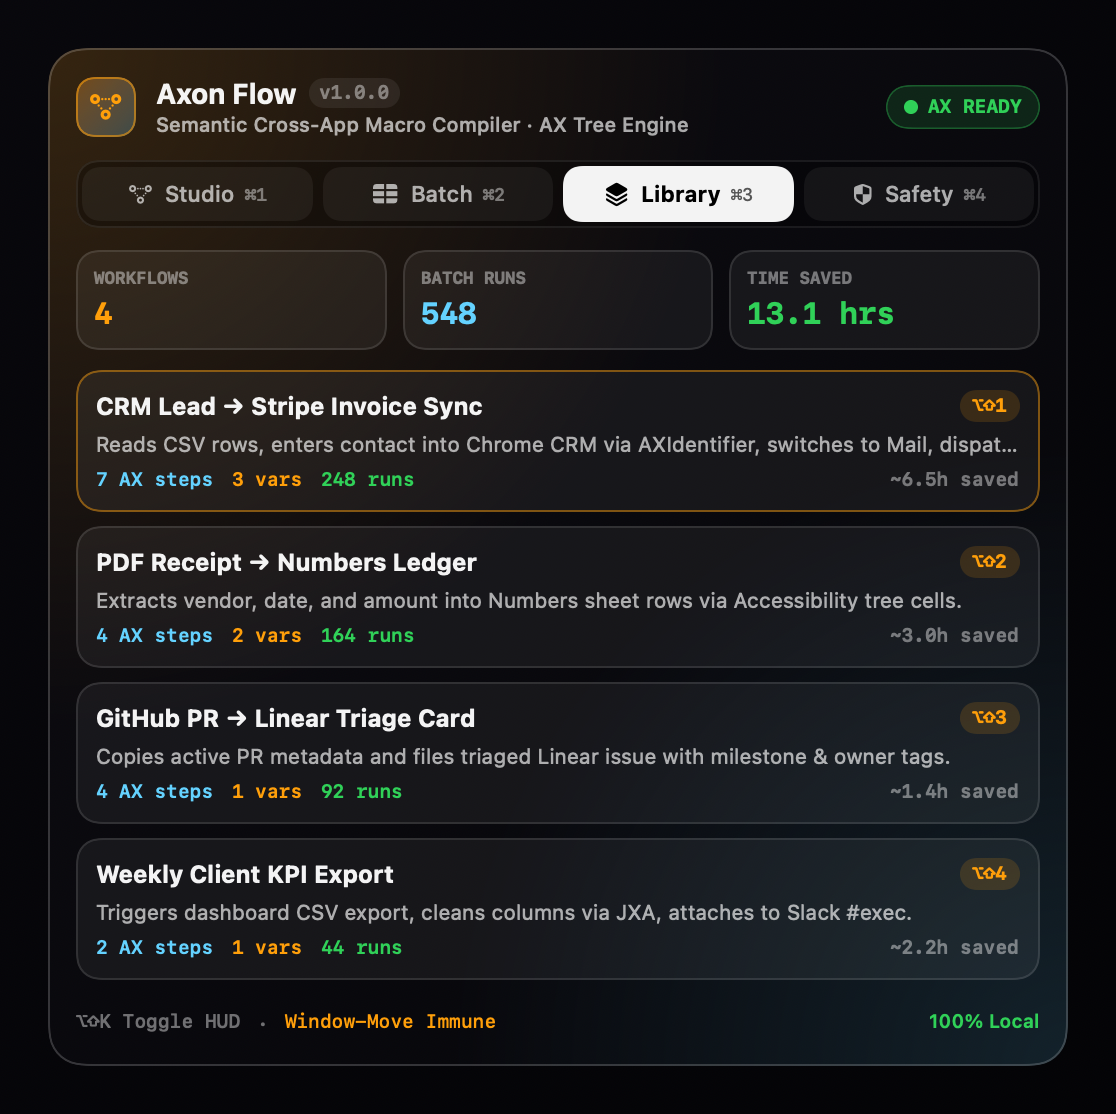 Axon Flow v1.0.0
Semantic Cross-App Macro Compiler · AX Tree Engine
AX READY
Studio ⌘1
Batch ⌘2
Library ⌘3
Safety ⌘4
WORKFLOWS
4
BATCH RUNS
548
TIME SAVED
13.1 hrs
CRM Lead → Stripe Invoice Sync ⌥⇧1
Reads CSV rows, enters contact into Chrome CRM via AXIdentifier, switches to Mail, dispat...
7 AX steps 3 vars 248 runs ~6.5h saved
PDF Receipt → Numbers Ledger ⌥⇧2
Extracts vendor, date, and amount into Numbers sheet rows via Accessibility tree cells.
4 AX steps 2 vars 164 runs ~3.0h saved
GitHub PR → Linear Triage Card ⌥⇧3
Copies active PR metadata and files triaged Linear issue with milestone & owner tags.
4 AX steps 1 vars 92 runs ~1.4h saved
Weekly Client KPI Export ⌥⇧4
Triggers dashboard CSV export, cleans columns via JXA, attaches to Slack #exec.
2 AX steps 1 vars 44 runs ~2.2h saved
⌥⇧K Toggle HUD · Window–Move Immune 100% Local